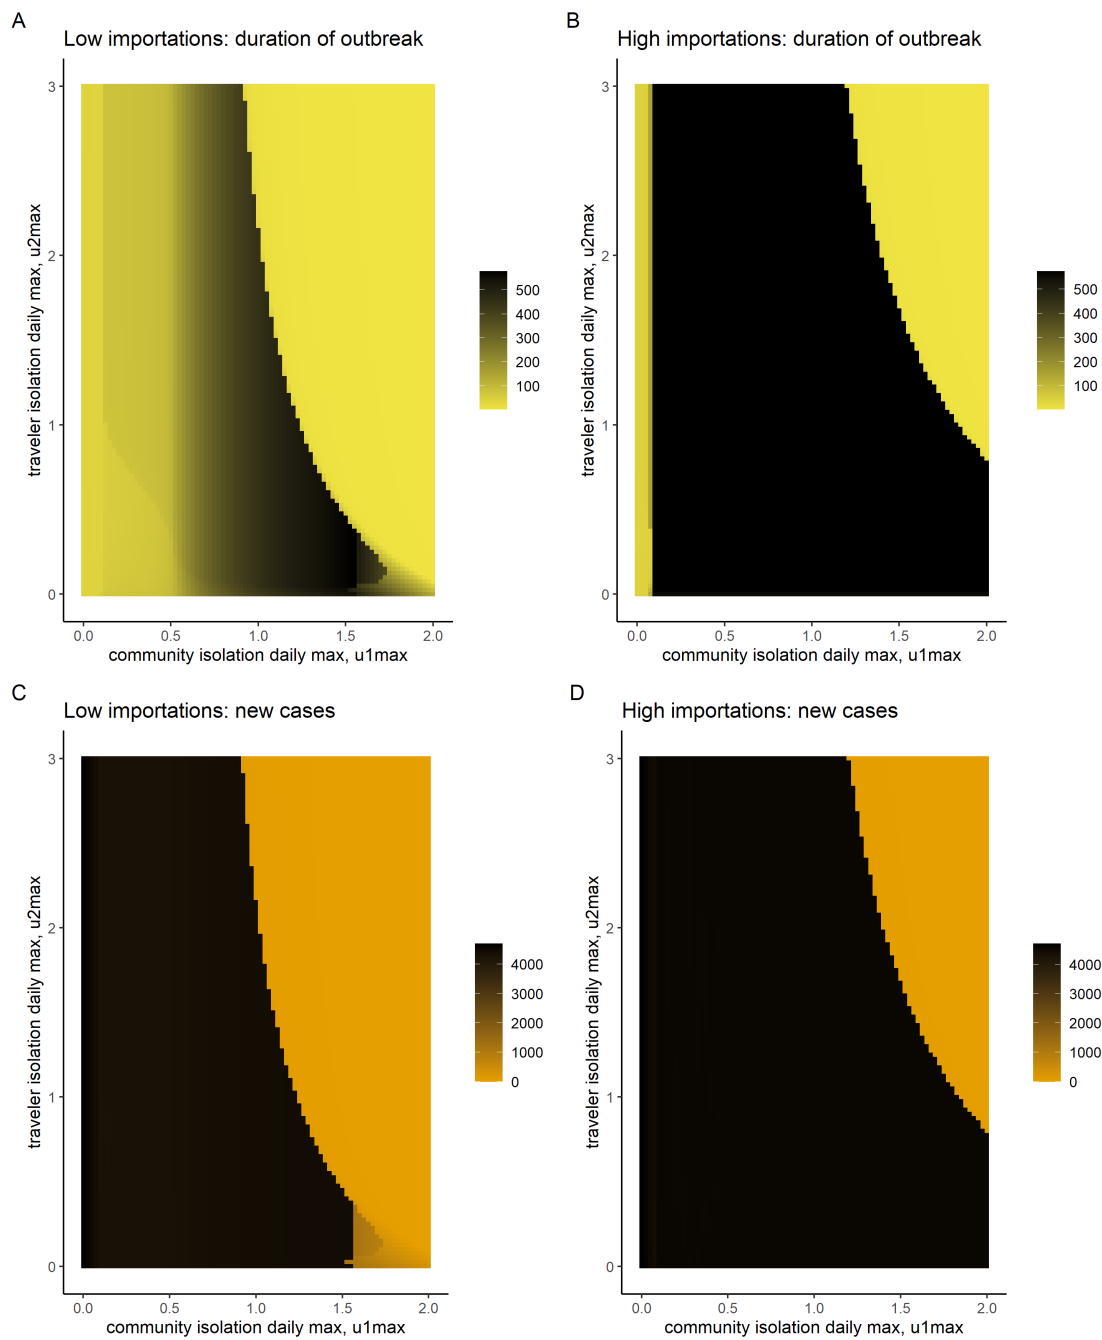 A
Low importations: duration of outbreak
3
2
1
0
traveler isolation daily max, u2max
0.0 0.5 1.0 1.5 2.0
community isolation daily max, u1max
500
400
300
200
100
B
High importations: duration of outbreak
3
2
1
0
traveler isolation daily max, u2max
0.0 0.5 1.0 1.5 2.0
community isolation daily max, u1max
500
400
300
200
100
C
Low importations: new cases
3
2
1
0
traveler isolation daily max, u2max
0.0 0.5 1.0 1.5 2.0
community isolation daily max, u1max
4000
3000
2000
1000
0
D
High importations: new cases
3
2
1
0
traveler isolation daily max, u2max
0.0 0.5 1.0 1.5 2.0
community isolation daily max, u1max
4000
3000
2000
1000
0